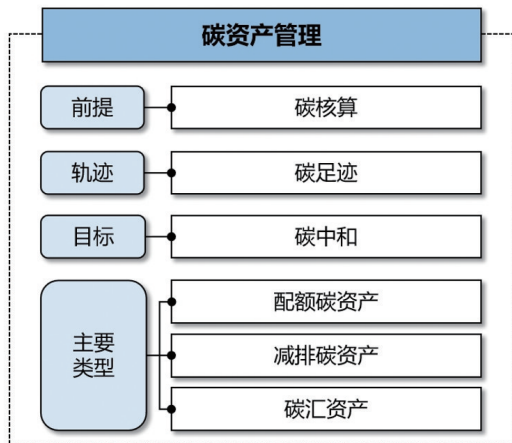 碳资产管理
前提
碳核算
轨迹
碳足迹
目标
碳中和
主要
类型
配额碳资产
减排碳资产
碳汇资产